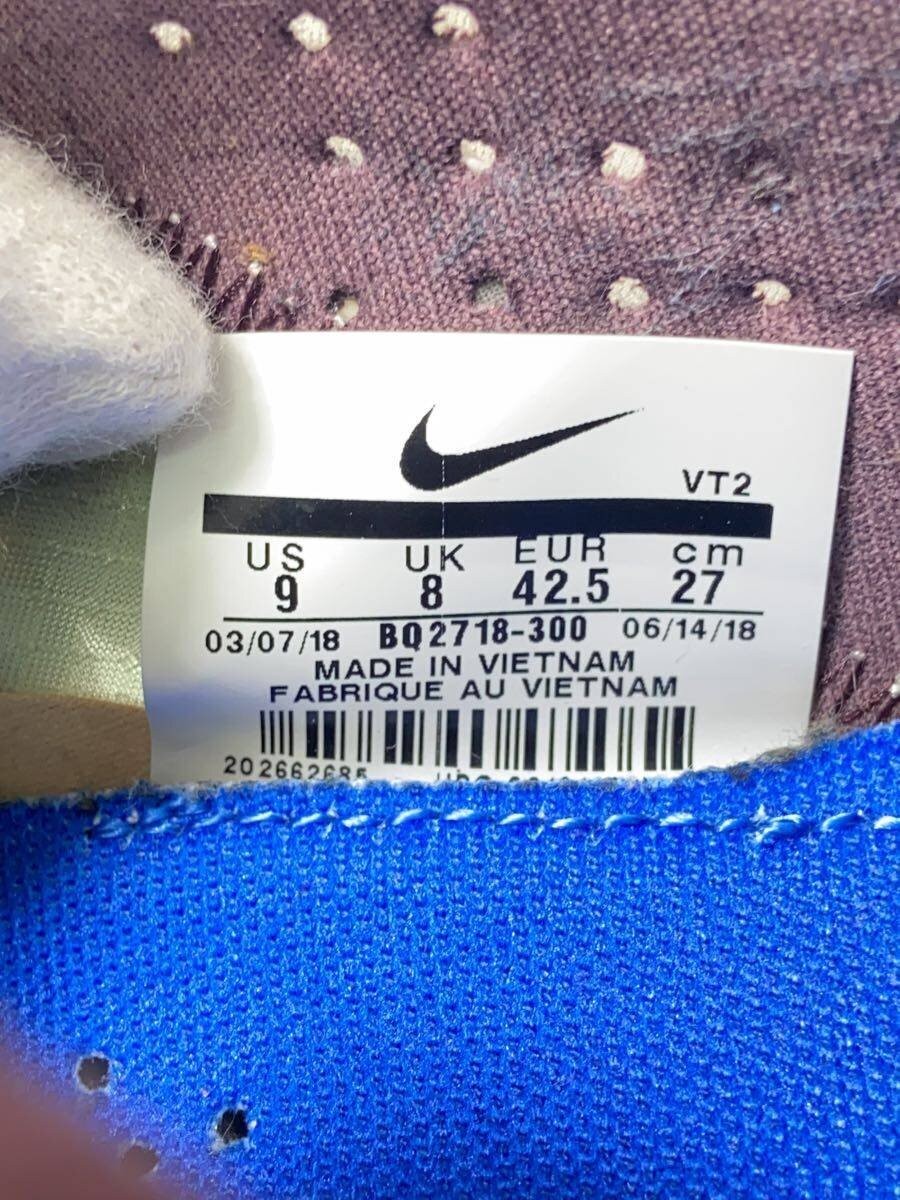 VT2
US UK EUR cm
9 8 42.5 27
03/07/18 BQ2718-300 06/14/18
MADE IN VIETNAM
FABRIQUE AU VIETNAM
202662685